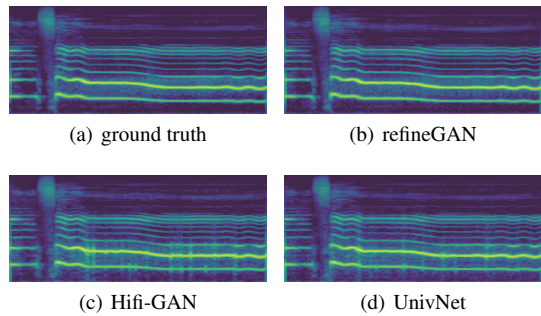 (a) ground truth
(b) refineGAN
(c) Hifi-GAN
(d) UnivNet